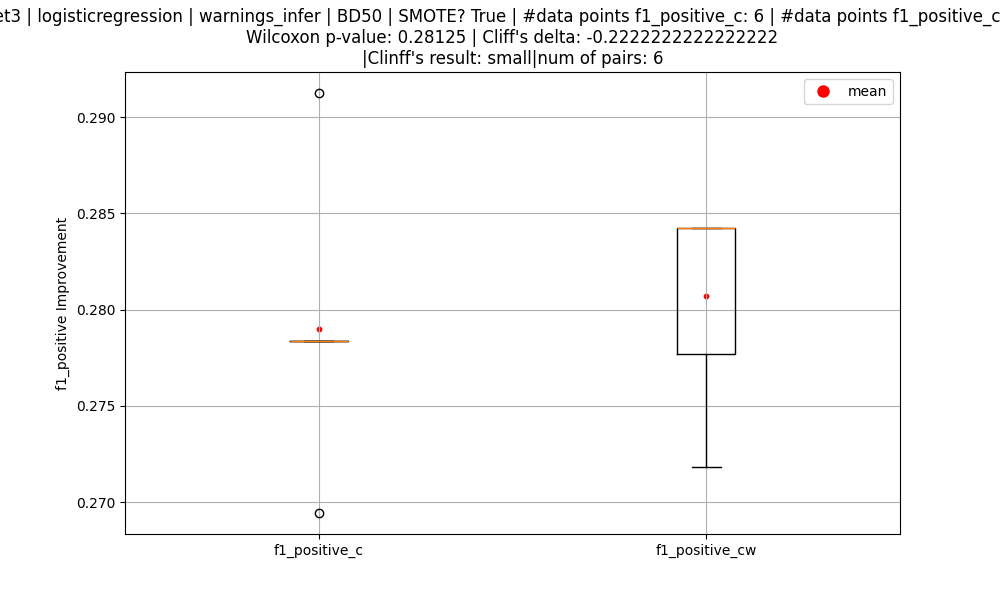 et3 | logisticregression | warnings_infer | BD50 | SMOTE? True | #data points f1_positive_c: 6 | #data points f1_positive_c
Wilcoxon p-value: 0.28125 | Cliff's delta: -0.2222222222222222
|Clinff's result: small|num of pairs: 6
mean
0.290
0.285
0.280
0.275
0.270
f1_positive Improvement
f1_positive_c
f1_positive_cw